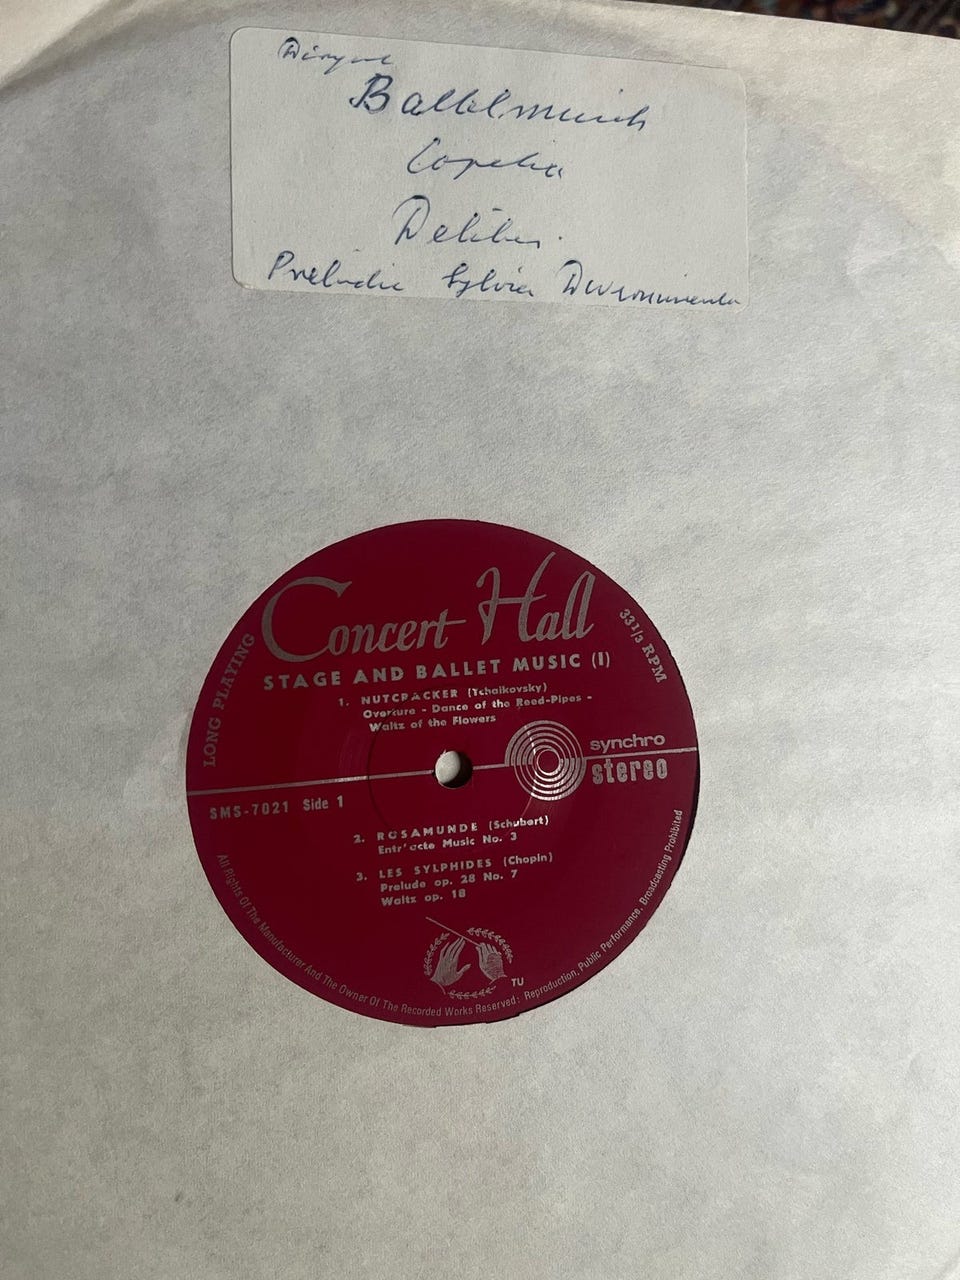 Copelia
Delibes.
Preludie Sylvia
Concert Hall
STAGE AND BALLET MUSIC (I)
LONG PLAYING
33 1/3 RPM
1. NUTCRACKER (Tchaikovsky)
Overture - Dance of the Reed-Pipes -
Waltz of the Flowers
synchro
stereo
SMS-7021 Side 1
2. ROSAMUNDE (Schubert)
Entr'acte Music No. 3
3. LES SYLPHIDES (Chopin)
Prelude op. 28 No. 7
Waltz op. 18
TU
All Rights Of The Manufacturer And The Owner Of The Recorded Works Reserved: Reproduction, Public Performance, Broadcasting Prohibited